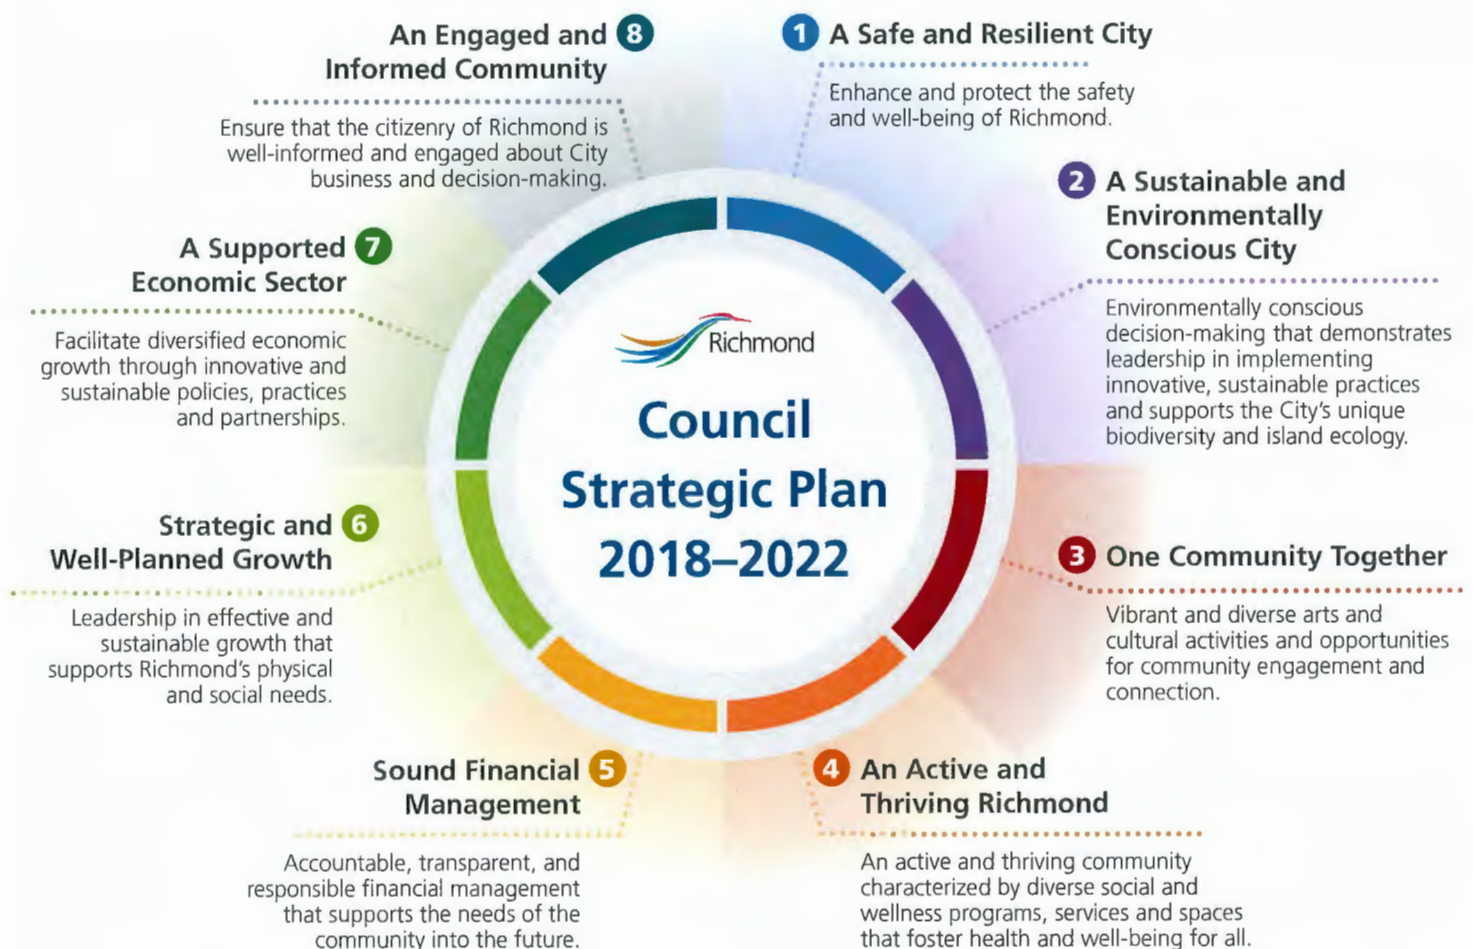 Richmond
Council
Strategic Plan
2018–2022
1 A Safe and Resilient City
Enhance and protect the safety
and well-being of Richmond.
2 A Sustainable and
Environmentally
Conscious City
Environmentally conscious
decision-making that demonstrates
leadership in implementing
innovative, sustainable practices
and supports the City's unique
biodiversity and island ecology.
3 One Community Together
Vibrant and diverse arts and
cultural activities and opportunities
for community engagement and
connection.
4 An Active and
Thriving Richmond
An active and thriving community
characterized by diverse social and
wellness programs, services and spaces
that foster health and well-being for all.
Sound Financial 5
Management
Accountable, transparent, and
responsible financial management
that supports the needs of the
community into the future.
Strategic and 6
Well-Planned Growth
Leadership in effective and
sustainable growth that
supports Richmond's physical
and social needs.
A Supported 7
Economic Sector
Facilitate diversified economic
growth through innovative and
sustainable policies, practices
and partnerships.
An Engaged and 8
Informed Community
Ensure that the citizenry of Richmond is
well-informed and engaged about City
business and decision-making.